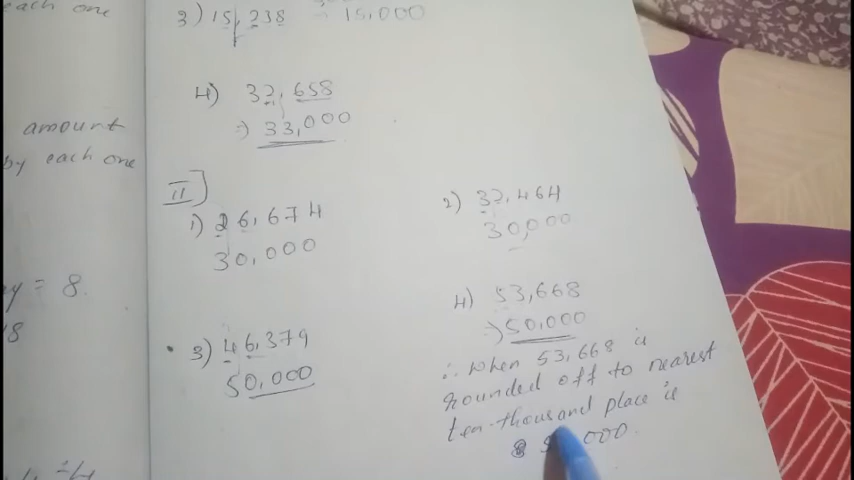 each one
amount
by each one
= 8.
3) 15,238 15,000
4) 32,658
:) 33,000
II]
1) 26,674
30,000
2) 32,464
30,000
3) 46,379
50,000
4) 53,668
:) 50,000
∴ When 53,668 is
rounded off to nearest
ten-thousand place is
000.